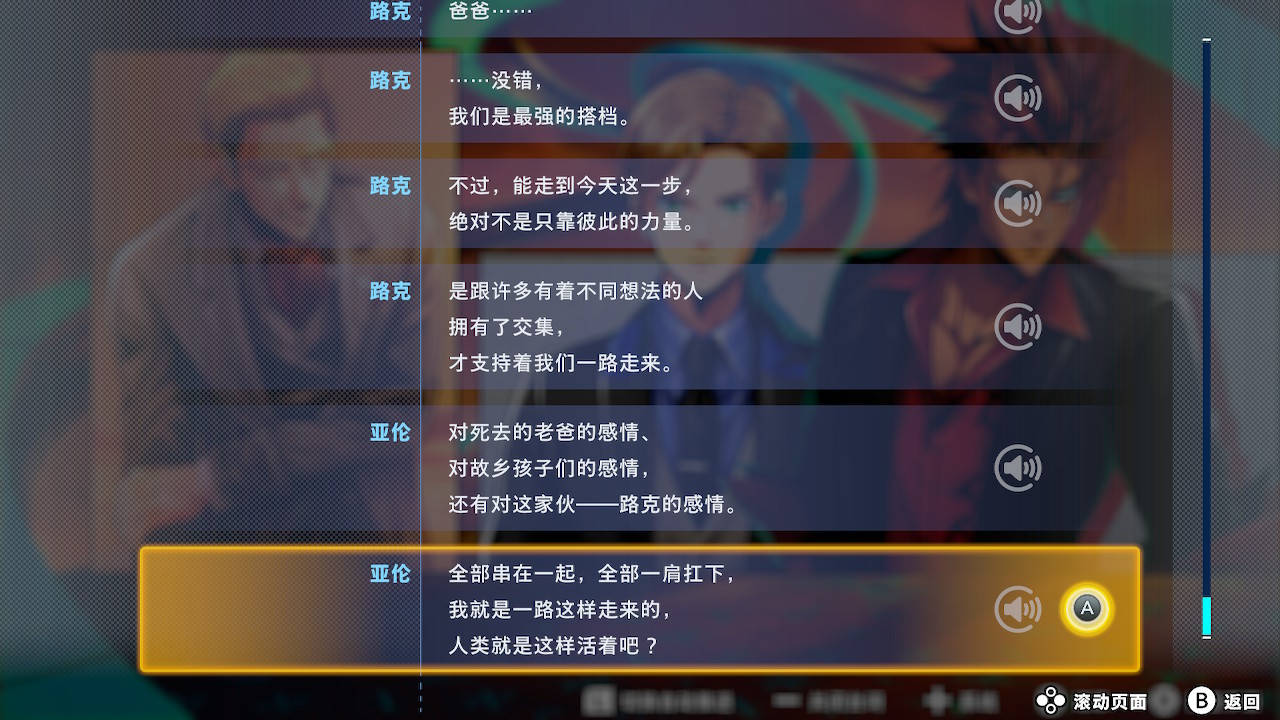 路克
爸爸……
路克
……没错，
我们是最强的搭档。
路克
不过，能走到今天这一步，
绝对不是只靠彼此的力量。
路克
是跟许多有着不同想法的人
拥有了交集，
才支持着我们一路走来。
亚伦
对死去的老爸的感情、
对故乡孩子们的感情，
还有对这家伙——路克的感情。
亚伦
全部串在一起，全部一肩扛下，
我就是一路这样走来的，
人类就是这样活着吧？
A
滚动页面
B 返回